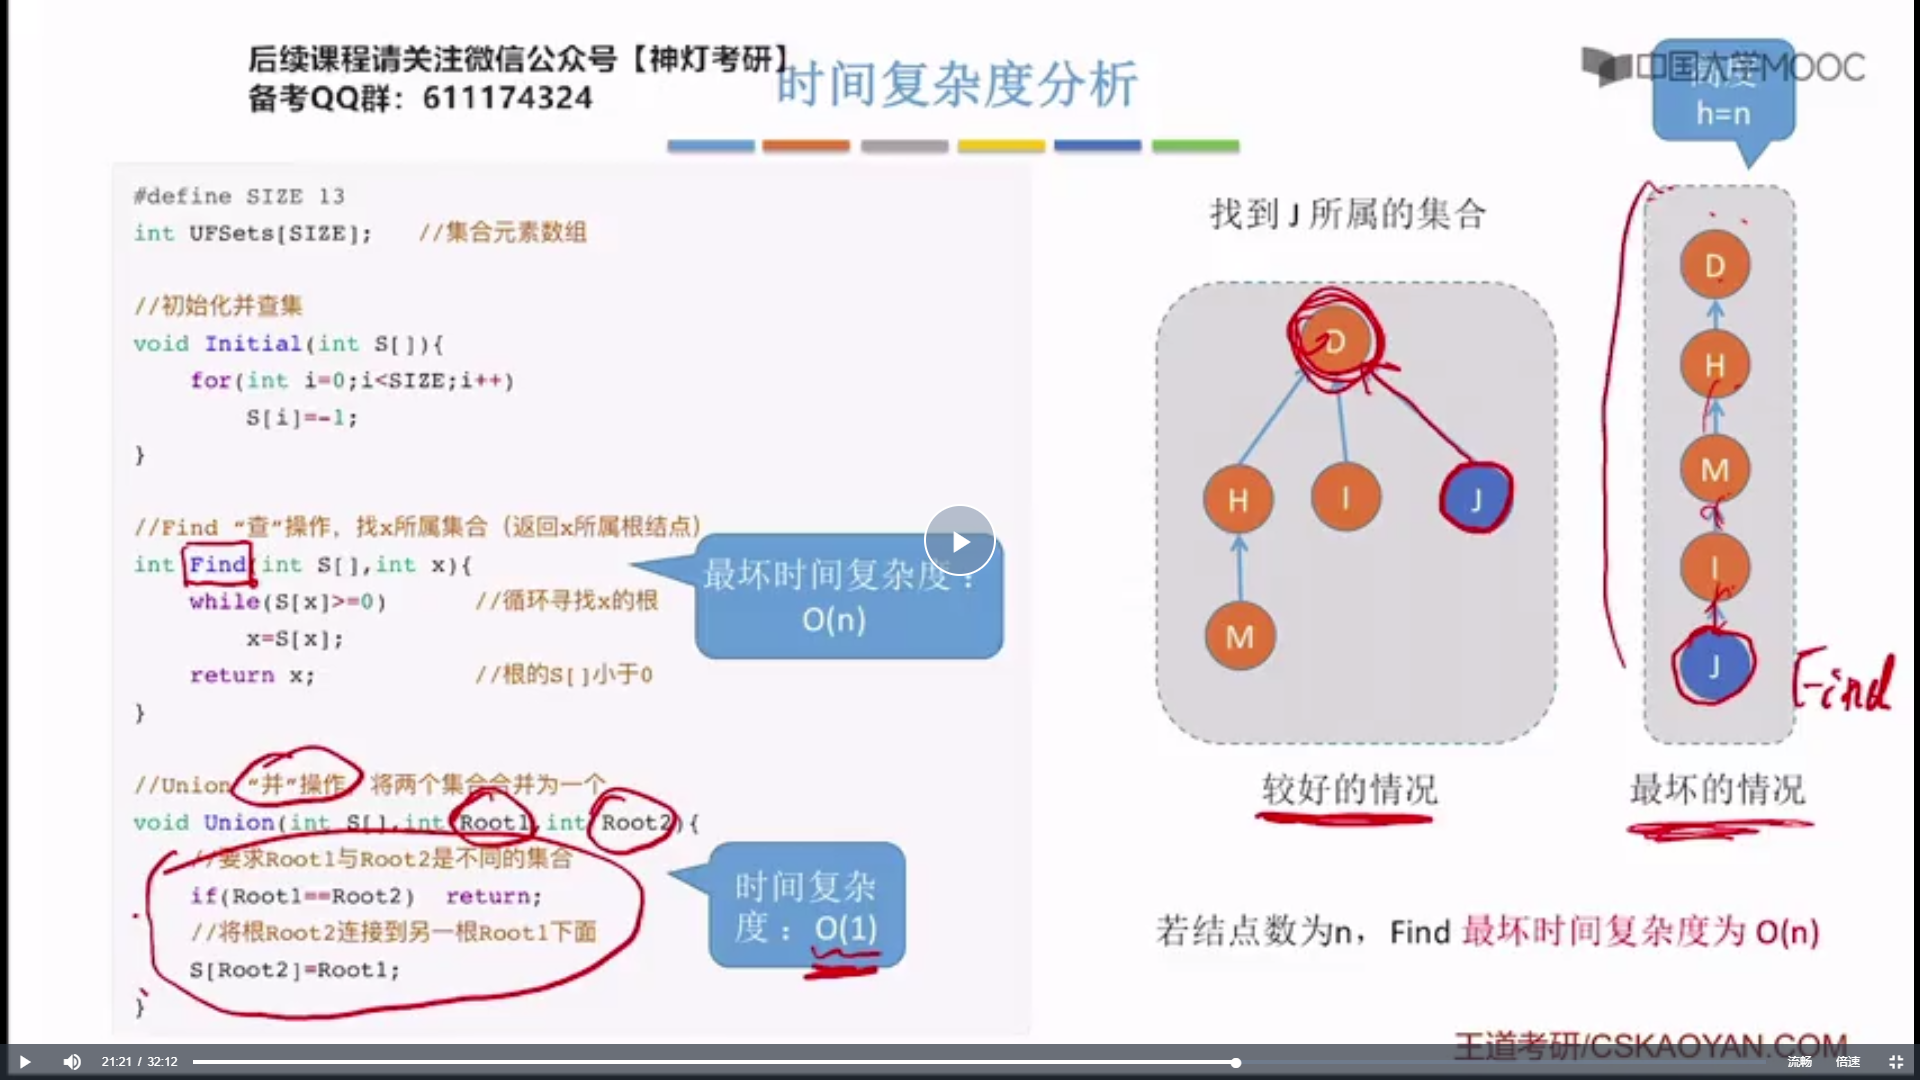 后续课程请关注微信公众号【神灯考研】
备考QQ群：611174324
时间复杂度分析
中国大学MOOC
高度
h=n
#define SIZE 13
int UFSets[SIZE];   //集合元素数组
//初始化并查集
void Initial(int S[]){
for(int i=0;i<SIZE;i++)
S[i]=-1;
}
//Find “查”操作，找x所属集合（返回x所属根结点）
int Find(int S[],int x){
while(S[x]>=0)   //循环寻找x的根
x=S[x];
return x;   //根的S[]小于0
}
最坏时间复杂度：
O(n)
//Union “并”操作，将两个集合合并为一个
void Union(int S[],int Root1,int Root2){
//要求Root1与Root2是不同的集合
if(Root1==Root2)  return;
//将根Root2连接到另一根Root1下面
S[Root2]=Root1;
}
时间复杂
度：O(1)
找到 J 所属的集合
D
H
I
J
M
较好的情况
D
H
M
I
J
Find
最坏的情况
若结点数为n，Find 最坏时间复杂度为 O(n)
王道考研/CSKAOYAN.COM
21:21 / 32:12
流畅
倍速